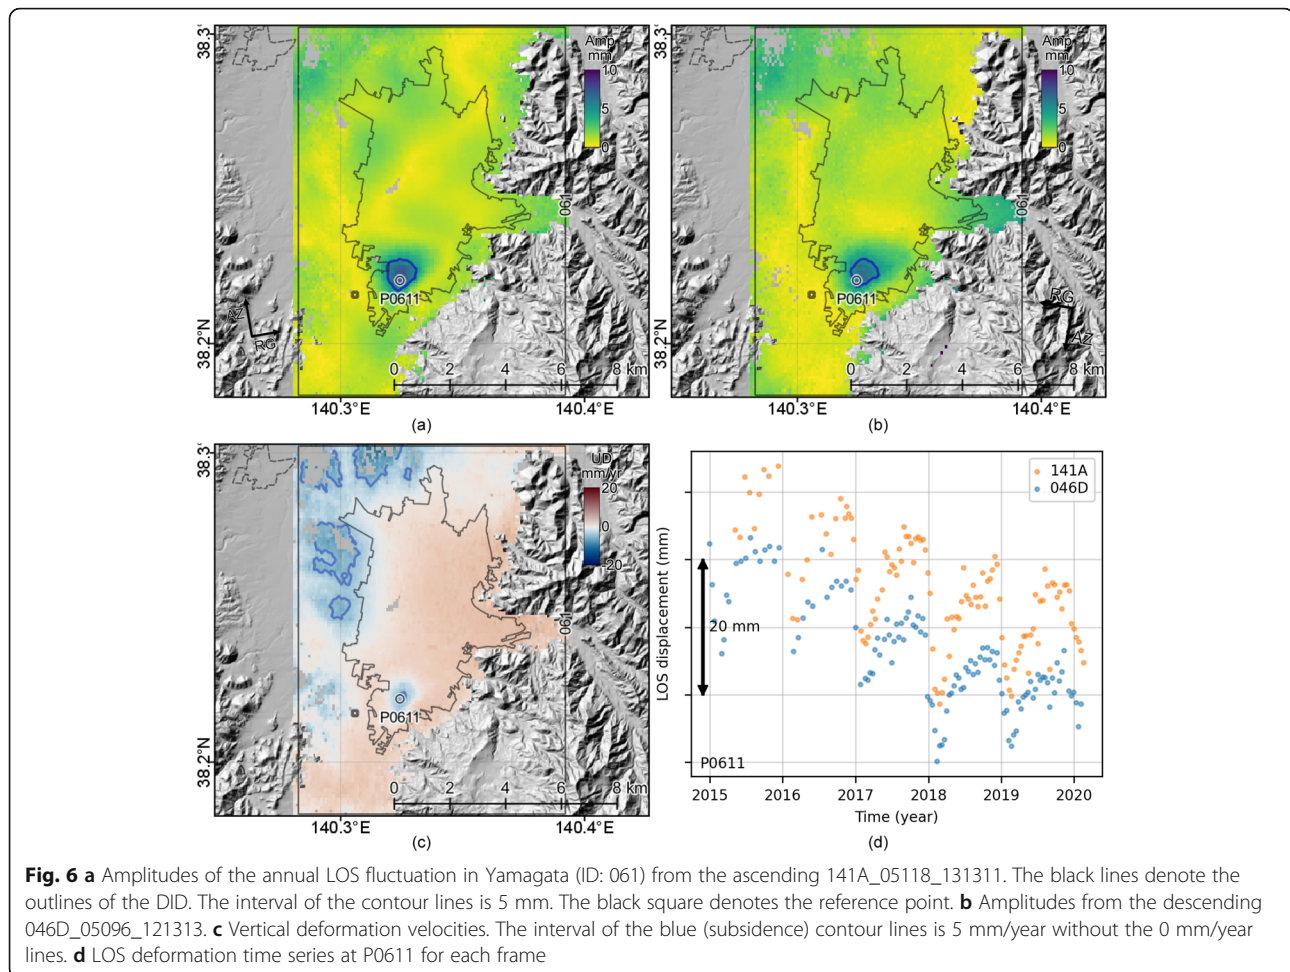 38.3°
Amp
mm
10
5
0
061
P0611
AZ
RG
38.2°N
0 2 4 6 8 km
140.3°E 140.4°E
(a)
Amp
mm
10
5
0
061
P0611
RG
AZ
0 2 4 6 8 km
140.3°E 140.4°E
(b)
38.3°
UD
mm/yr
20
0
-20
061
P0611
38.2°N
0 2 4 6 8 km
140.3°E 140.4°E
(c)
141A
046D
LOS displacement (mm)
20 mm
P0611
2015 2016 2017 2018 2019 2020
Time (year)
(d)
Fig. 6 a Amplitudes of the annual LOS fluctuation in Yamagata (ID: 061) from the ascending 141A_05118_131311. The black lines denote the
outlines of the DID. The interval of the contour lines is 5 mm. The black square denotes the reference point. b Amplitudes from the descending
046D_05096_121313. c Vertical deformation velocities. The interval of the blue (subsidence) contour lines is 5 mm/year without the 0 mm/year
lines. d LOS deformation time series at P0611 for each frame